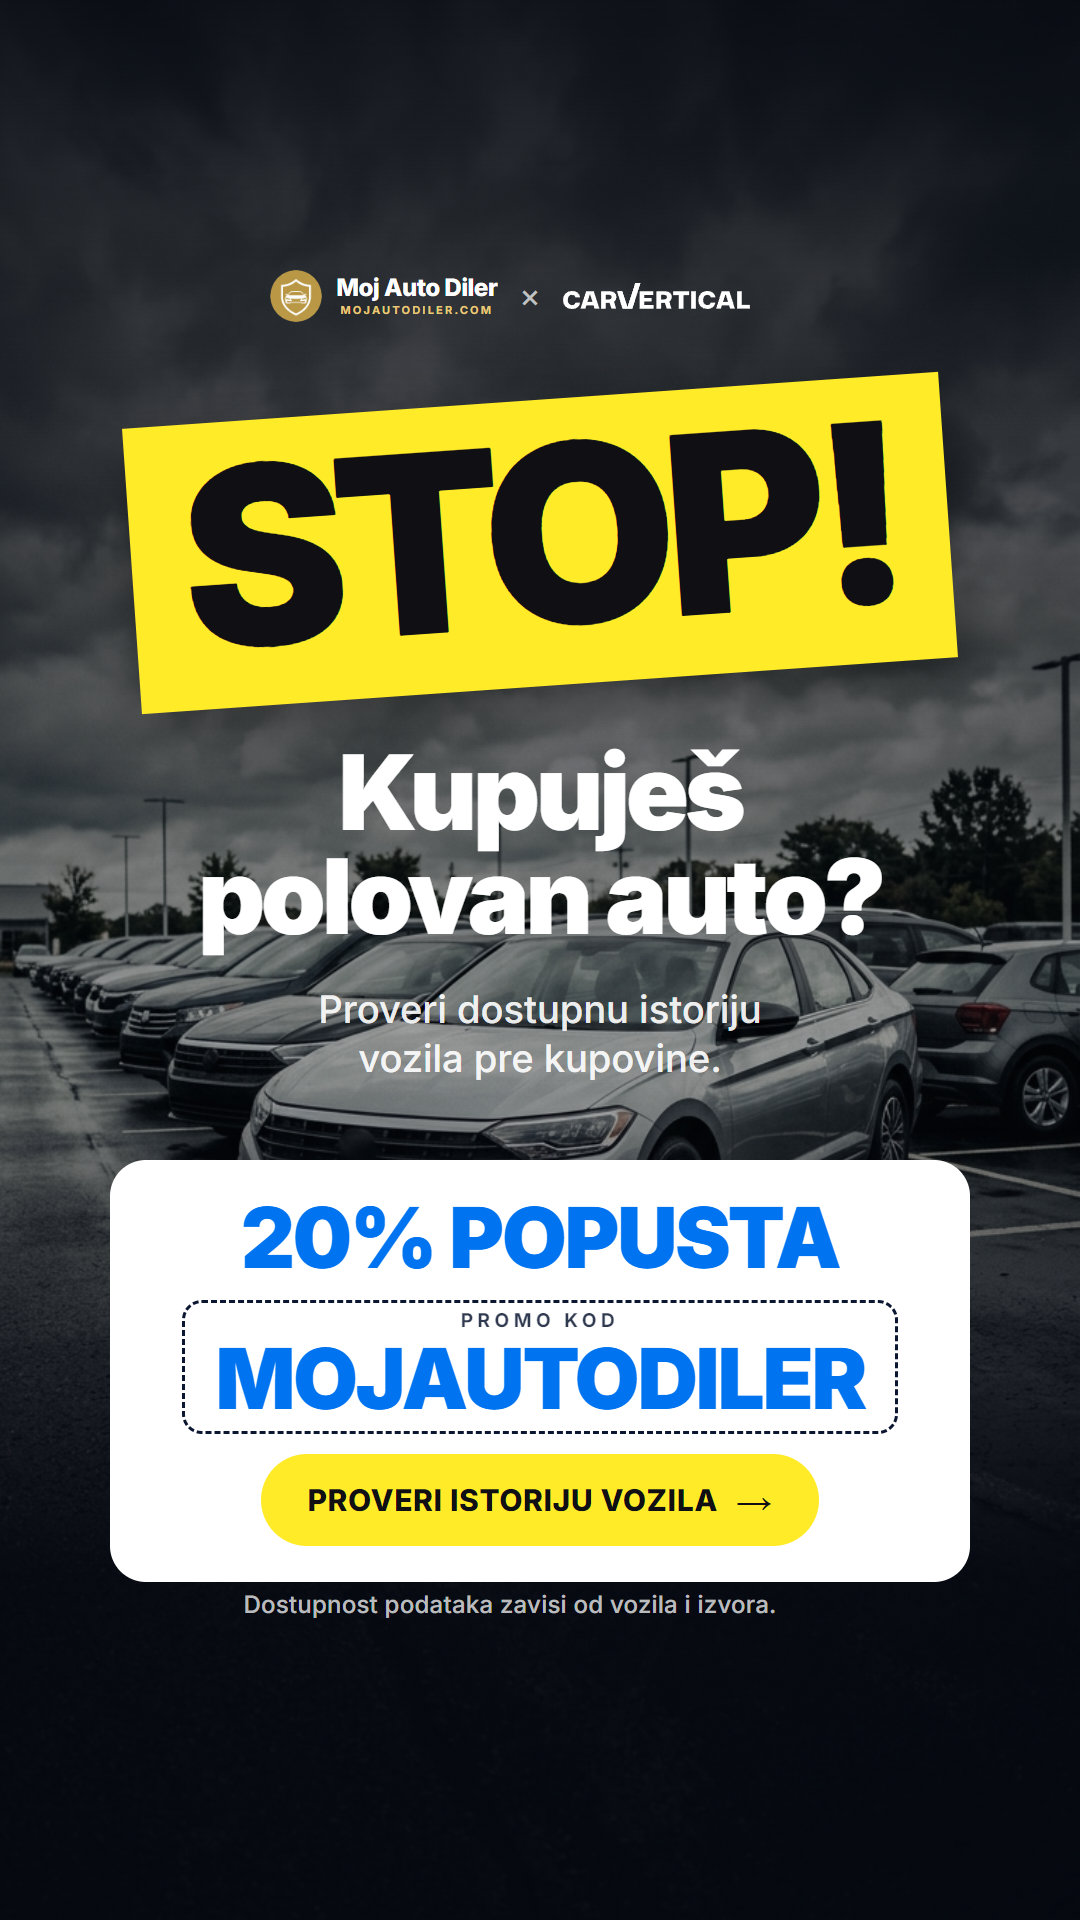 Moj Auto Diler
MOJAUTODILER.COM
×
CARVERTICAL
STOP!
Kupuješ
polovan auto?
Proveri dostupnu istoriju
vozila pre kupovine.
20% POPUSTA
PROMO KOD
MOJAUTODILER
PROVERI ISTORIJU VOZILA →
Dostupnost podataka zavisi od vozila i izvora.